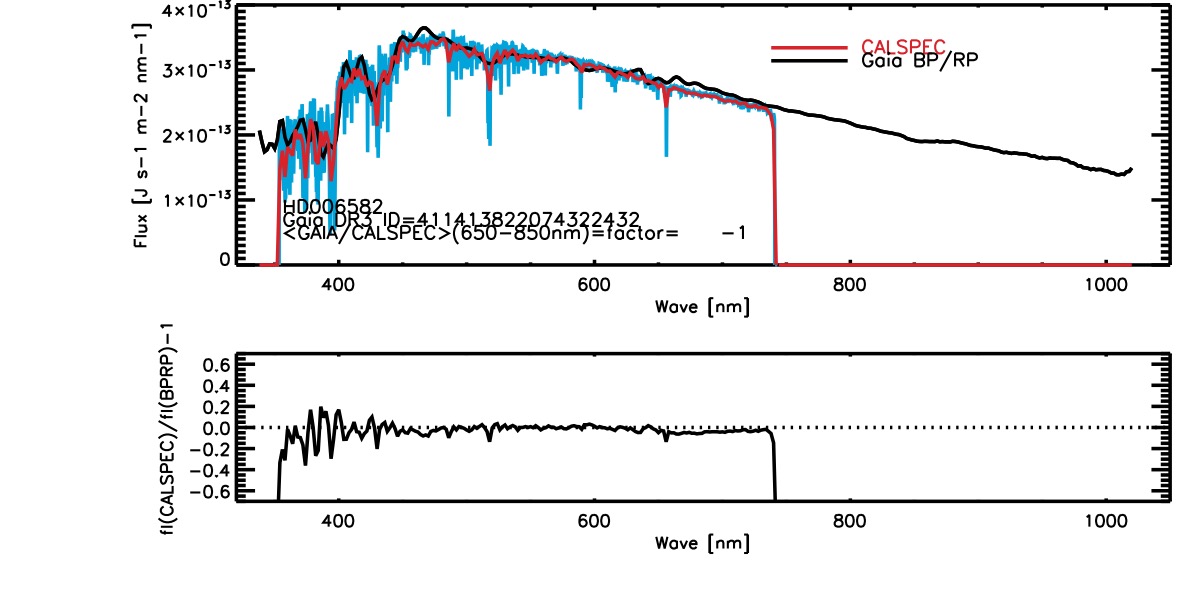 4×10−13
3×10−13
2×10−13
1×10−13
0
Flux [J s−1 m−2 nm−1]
CALSPEC
Gaia BP/RP
HD006582
Gaia DR3 ID=411413822074322432
<GAIA/CALSPEC>(650−850nm)=factor= −1
400 600 800 1000
Wave [nm]
fl(CALSPEC)/fl(BPRP)−1
0.6
0.4
0.2
0.0
−0.2
−0.4
−0.6
400 600 800 1000
Wave [nm]